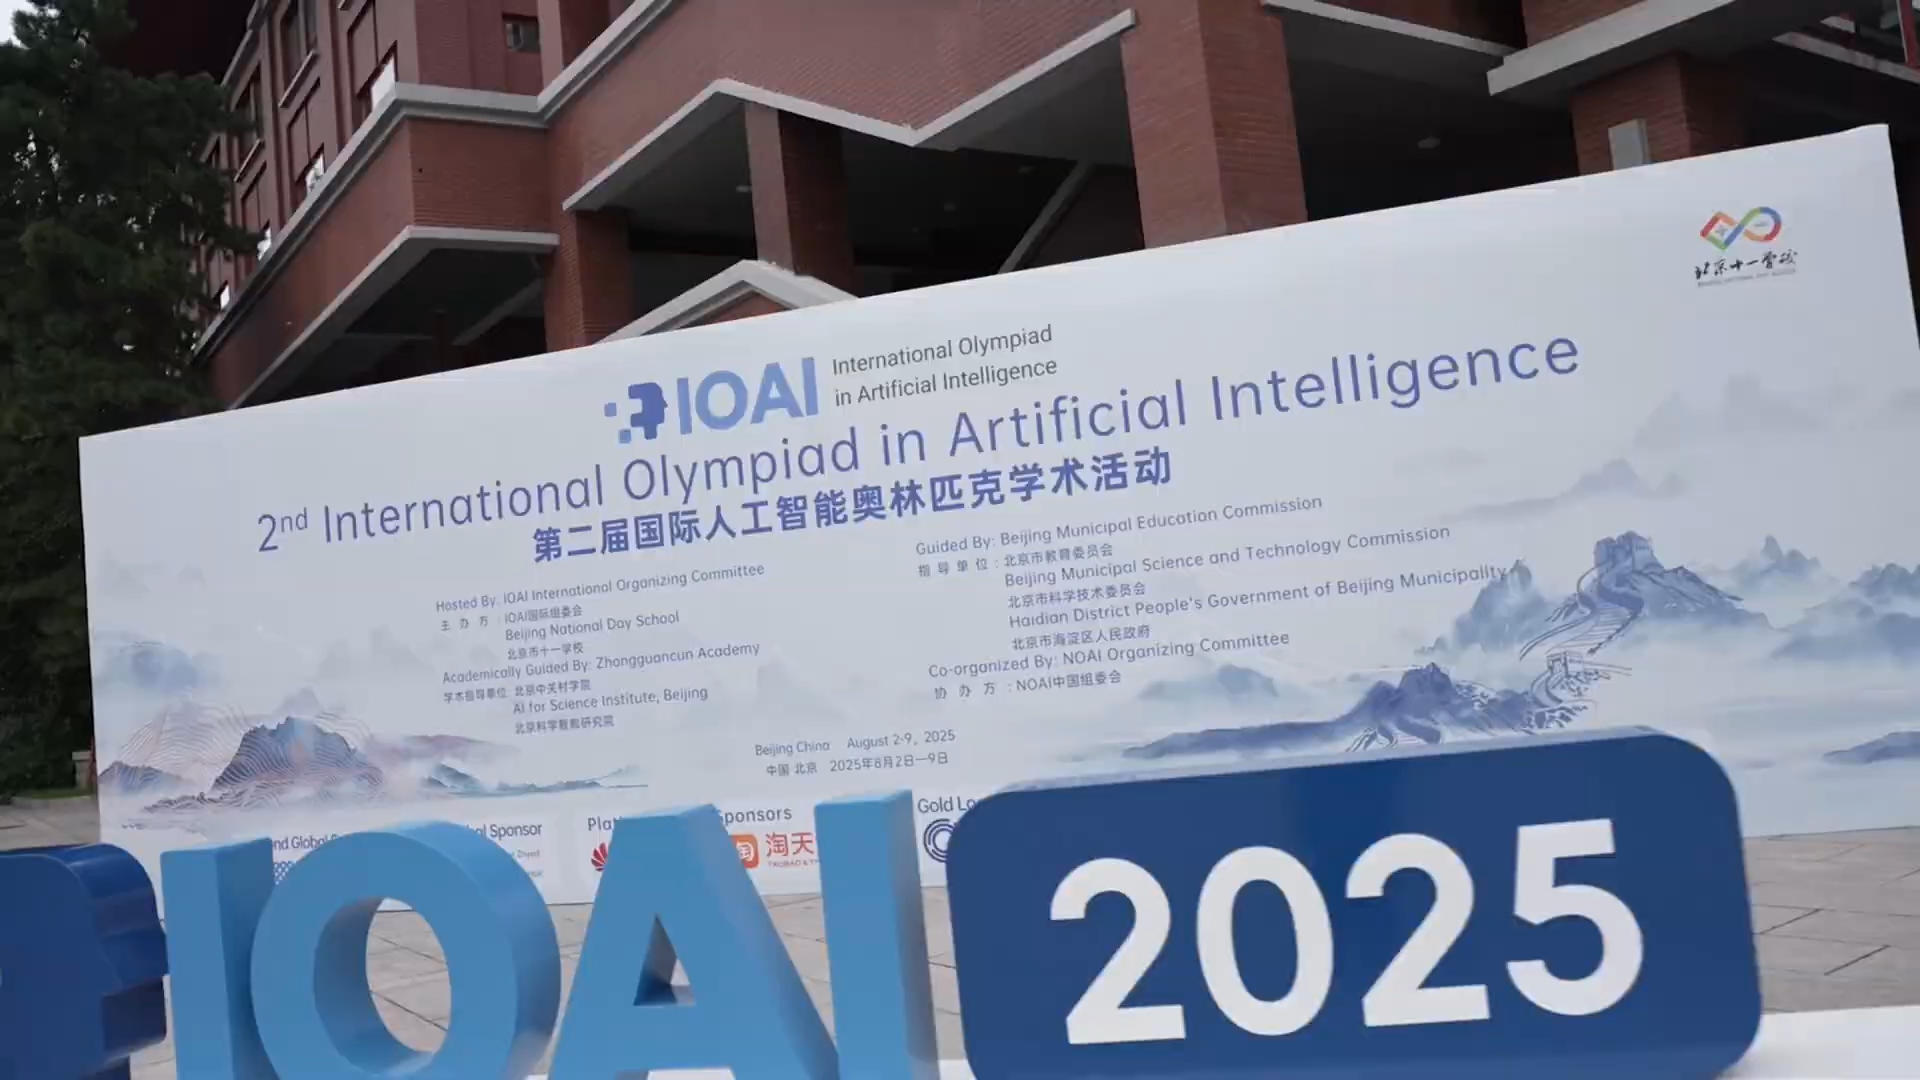 北京十一学校
IOAI International Olympiad
in Artificial Intelligence
2nd International Olympiad in Artificial Intelligence
第二届国际人工智能奥林匹克学术活动
Hosted By: IOAI International Organizing Committee
主 办 方 : IOAI国际组委会
Beijing National Day School
北京市十一学校
Academically Guided By: Zhongguancun Academy
学术指导单位: 北京中关村学院
AI for Science Institute, Beijing
北京科学智能研究院
Guided By: Beijing Municipal Education Commission
指 导 单 位 : 北京市教育委员会
Beijing Municipal Science and Technology Commission
北京市科学技术委员会
Haidian District People's Government of Beijing Municipality
北京市海淀区人民政府
Co-organized By: NOAI Organizing Committee
协 办 方 : NOAI中国组委会
Beijing China August 2-9, 2025
中国·北京 2025年8月2日—9日
Global Sponsor
Sponsors
Gold
淘天
IOAI 2025